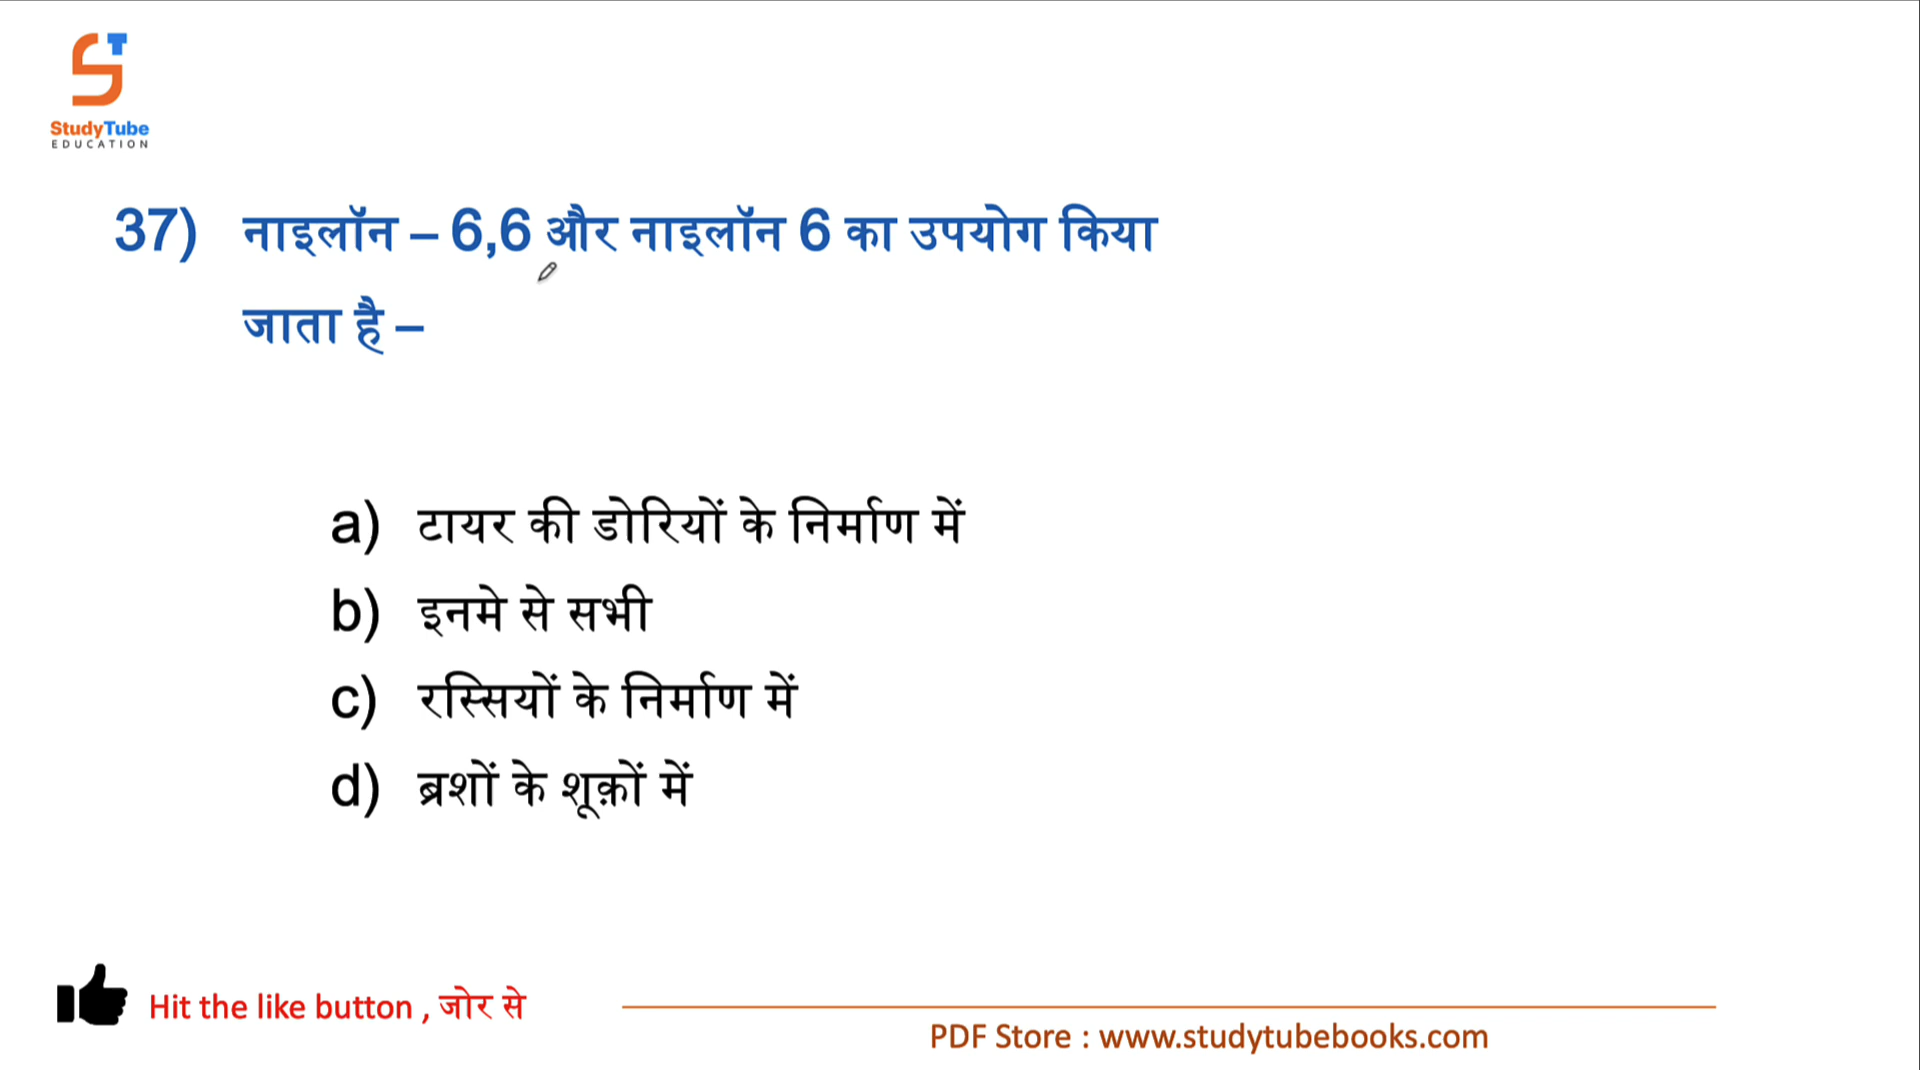 StudyTube
EDUCATION
37) नाइलॉन – 6,6 और नाइलॉन 6 का उपयोग किया
जाता है –
a) टायर की डोरियों के निर्माण में
b) इनमे से सभी
c) रस्सियों के निर्माण में
d) ब्रशों के शूक़ों में
Hit the like button , जोर से
PDF Store : www.studytubebooks.com